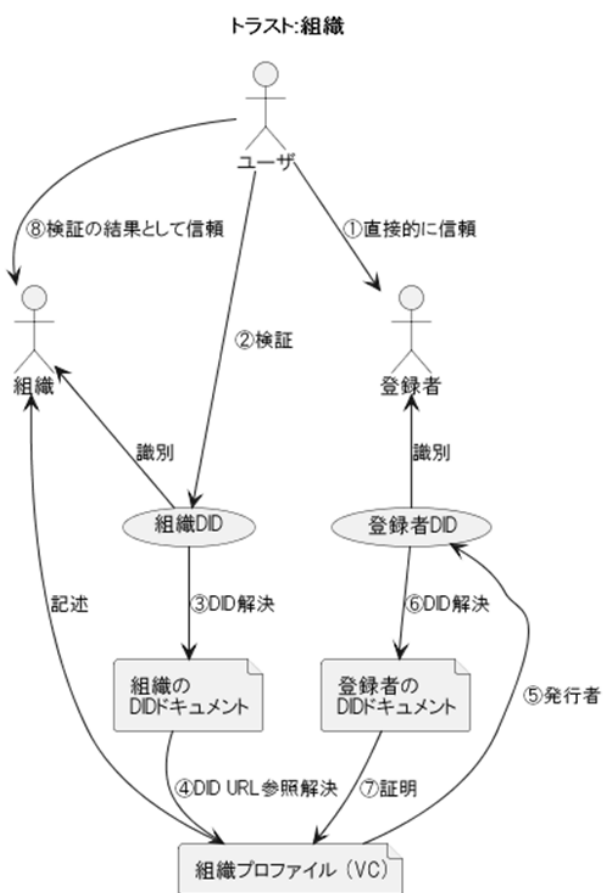 トラスト:組織
ユーザ
⑧検証の結果として信頼
①直接的に信頼
②検証
組織
登録者
識別
識別
組織DID
登録者DID
記述
③DID解決
⑥DID解決
組織の
DIDドキュメント
登録者の
DIDドキュメント
⑤発行者
④DID URL参照解決
⑦証明
組織プロファイル（VC）